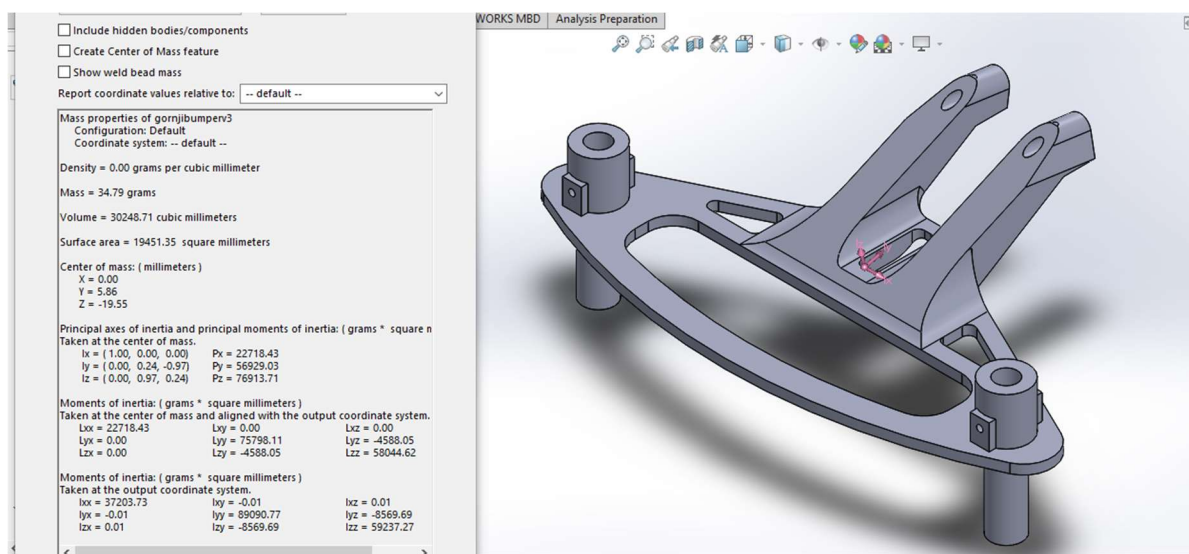 WORKS MBD Analysis Preparation
Include hidden bodies/components
Create Center of Mass feature
Show weld bead mass
Report coordinate values relative to: -- default --
Mass properties of gornjibumperv3
Configuration: Default
Coordinate system: -- default --
Density = 0.00 grams per cubic millimeter
Mass = 34.79 grams
Volume = 30248.71 cubic millimeters
Surface area = 19451.35 square millimeters
Center of mass: ( millimeters )
X = 0.00
Y = 5.86
Z = -19.55
Principal axes of inertia and principal moments of inertia: ( grams * square m
Taken at the center of mass.
Ix = ( 1.00, 0.00, 0.00) Px = 22718.43
Iy = ( 0.00, 0.24, -0.97) Py = 56929.03
Iz = ( 0.00, 0.97, 0.24) Pz = 76913.71
Moments of inertia: ( grams * square millimeters )
Taken at the center of mass and aligned with the output coordinate system.
Lxx = 22718.43 Lxy = 0.00 Lxz = 0.00
Lyx = 0.00 Lyy = 75798.11 Lyz = -4588.05
Lzx = 0.00 Lzy = -4588.05 Lzz = 58044.62
Moments of inertia: ( grams * square millimeters )
Taken at the output coordinate system.
Ixx = 37203.73 Ixy = -0.01 Ixz = 0.01
Iyx = -0.01 Iyy = 89090.77 Iyz = -8569.69
Izx = 0.01 Izy = -8569.69 Izz = 59237.27